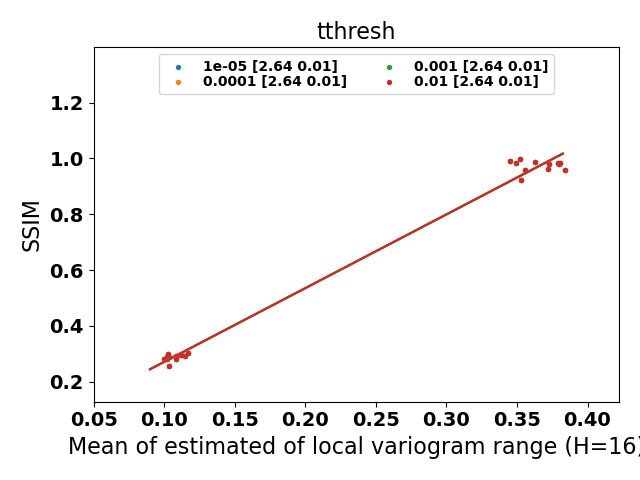 tthresh
1e-05 [2.64 0.01]
0.0001 [2.64 0.01]
0.001 [2.64 0.01]
0.01 [2.64 0.01]
SSIM
1.2
1.0
0.8
0.6
0.4
0.2
0.05 0.10 0.15 0.20 0.25 0.30 0.35 0.40
Mean of estimated of local variogram range (H=16)